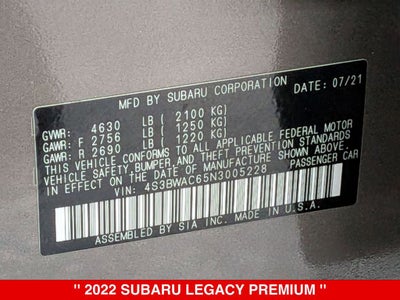 MFD BY SUBARU CORPORATION DATE: 07/21
GVWR: 4630 LB ( 2100 KG)
GAWR: F 2756 LB ( 1250 KG)
GAWR: R 2690 LB ( 1220 KG)
THIS VEHICLE CONFORMS TO ALL APPLICABLE FEDERAL MOTOR
VEHICLE SAFETY, BUMPER, AND THEFT PREVENTION STANDARDS
IN EFFECT ON THE DATE OF MANUFACTURE SHOWN ABOVE.
VIN: 4S3BWAC65N3005228 PASSENGER CAR
ASSEMBLED BY SIA INC. MADE IN U.S.A.
" 2022 SUBARU LEGACY PREMIUM "